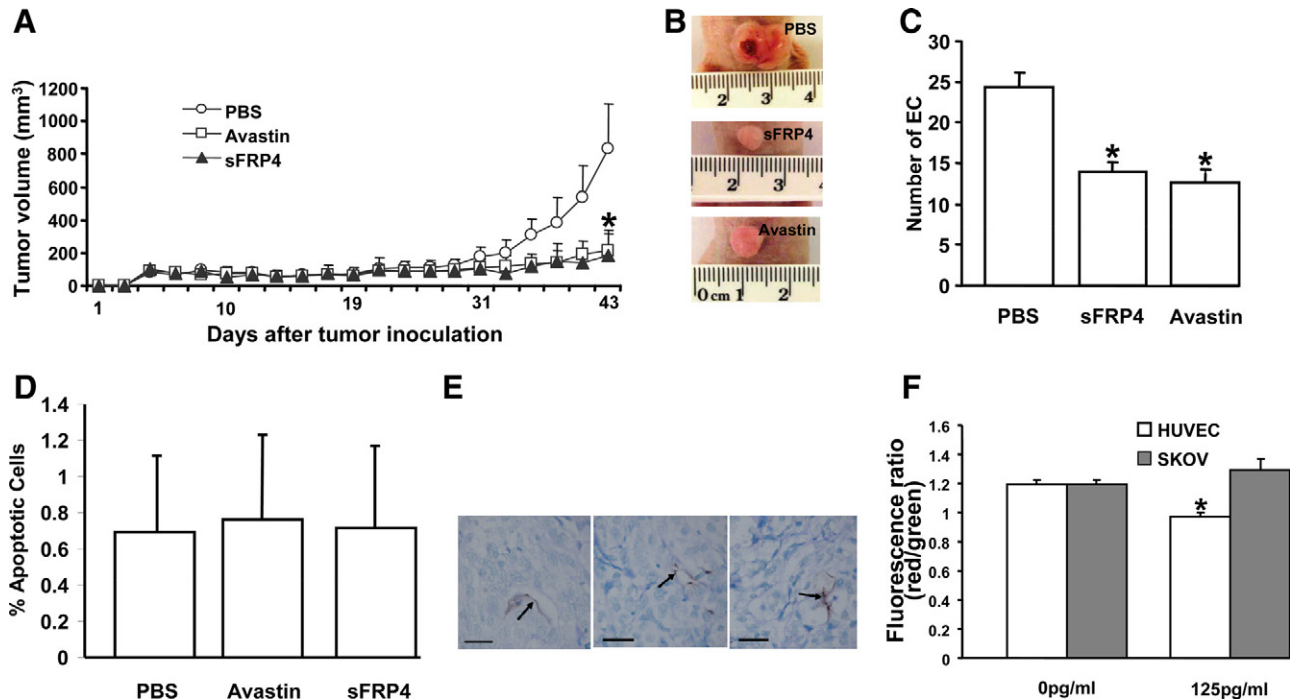 A
Tumor volume (mm³)
1200
1000
800
600
400
200
0
PBS
Avastin
sFRP4
*
1 10 19 31 43
Days after tumor inoculation
B
PBS
2 3 4
sFRP4
2 3
Avastin
0 cm 1 2
C
Number of EC
30
25
20
15
10
5
0
* *
PBS sFRP4 Avastin
D
% Apoptotic Cells
1.4
1.2
1
0.8
0.6
0.4
0.2
0
PBS Avastin sFRP4
E
F
Fluorescence ratio
(red/green)
1.6
1.4
1.2
1
0.8
0.6
0.4
0.2
0
HUVEC
SKOV
*
0pg/ml 125pg/ml